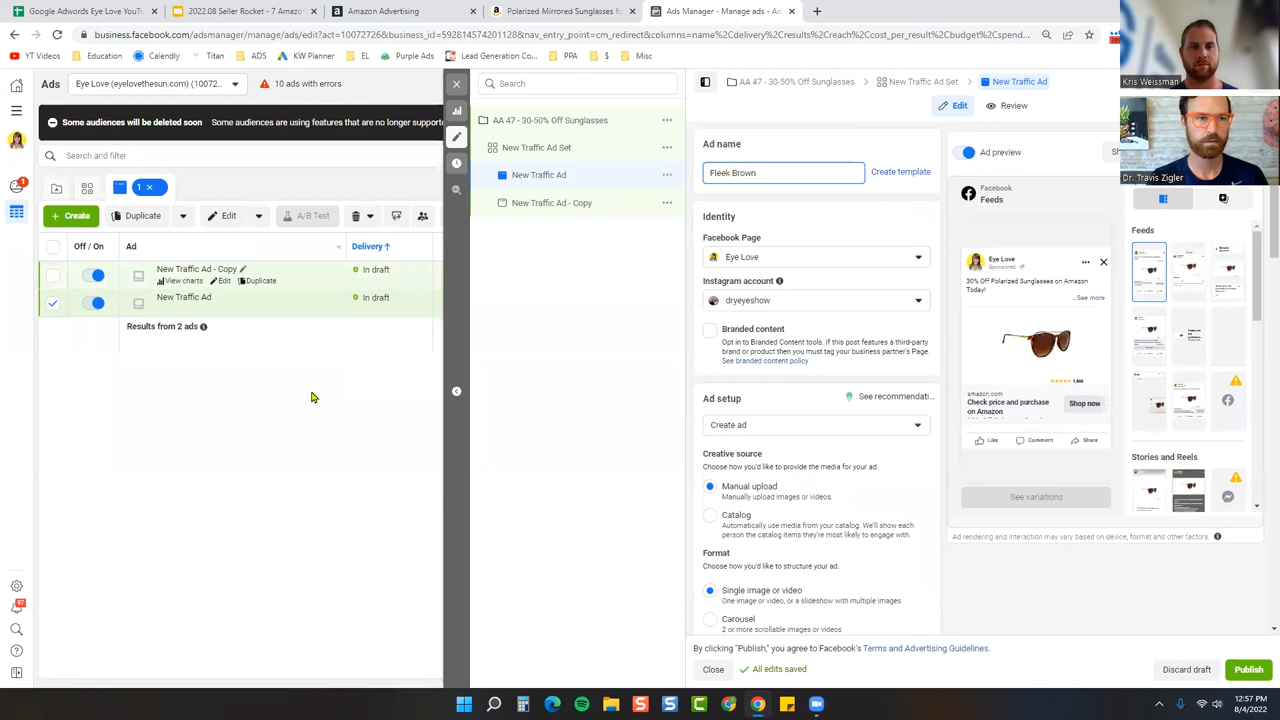 Google Adwords Eye Love YouTu
2022.08 Seller Rocket - 7 Amazon
Amazon Advertising
Polarized Mirrored Sunglasses fo
Ads Manager - Manage ads - Ad
business.facebook.com/adsmanager/manage/ads/edit?act=10072726&business_id=592814574201128&nav_entry_point=cm_redirect&columns=name%2Cdelivery%2Cresults%2Creach%2Ccost_per_result%2Cbudget%2Cspend...
YT Videos
ION
Calendly
Titan
ADS
Filters
EL
Purple Ads
Lead Generation Co...
PIXLR
$
Misc
Kris Weissman
Dr. Travis Zigler
Ads
Eye Love (eyelovethesun.com) (10072...
10 ads with errors.
Some audiences will be deleted soon
Some audiences are using features that are no longer supp
Search and filter
1
Create
Duplicate
Edit
A/B Test
Off / On
Ad
Delivery
New Traffic Ad - Copy
In draft
View charts
Edit
Duplicate
New Traffic Ad
In draft
Results from 2 ads
Search
AA 47 - 30-50% Off Sunglasses
New Traffic Ad Set
New Traffic Ad
New Traffic Ad - Copy
AA 47 - 30-50% Off Sunglasses
New Traffic Ad Set
New Traffic Ad
Edit
Review
Ad name
Fleek Brown
Create template
Identity
Facebook Page
Eye Love
Instagram account
dryeyeshow
Branded content
Opt in to Branded Content tools. If this post features a third-party
brand or product then you must tag your business partner's Page.
See branded content policy
Ad setup
See recommendati...
Create ad
Creative source
Choose how you'd like to provide the media for your ad.
Manual upload
Manually upload images or videos.
Catalog
Automatically use media from your catalog. We'll show each
person the catalog items they're most likely to engage with.
Format
Choose how you'd like to structure your ad.
Single image or video
One image or video, or a slideshow with multiple images
Carousel
2 or more scrollable images or videos
Ad preview
Facebook
Feeds
Eye Love
Sponsored
30% Off Polarized Sunglasses on Amazon
Today!
...See more
1,888
amazon.com
Check price and purchase
on Amazon
Shop now
Like
Comment
Share
See variations
Ad rendering and interaction may vary based on device, format and other factors.
Feeds
Stories and Reels
By clicking "Publish," you agree to Facebook's Terms and Advertising Guidelines.
Close
All edits saved
Discard draft
Publish
97
12:57 PM
8/4/2022